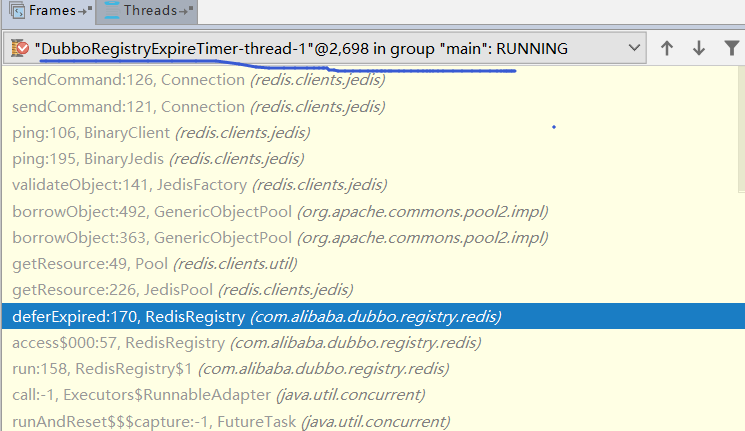 Frames Threads
"DubboRegistryExpireTimer-thread-1"@2,698 in group "main": RUNNING
sendCommand:126, Connection (redis.clients.jedis)
sendCommand:121, Connection (redis.clients.jedis)
ping:106, BinaryClient (redis.clients.jedis)
ping:195, BinaryJedis (redis.clients.jedis)
validateObject:141, JedisFactory (redis.clients.jedis)
borrowObject:492, GenericObjectPool (org.apache.commons.pool2.impl)
borrowObject:363, GenericObjectPool (org.apache.commons.pool2.impl)
getResource:49, Pool (redis.clients.util)
getResource:226, JedisPool (redis.clients.jedis)
deferExpired:170, RedisRegistry (com.alibaba.dubbo.registry.redis)
access$000:57, RedisRegistry (com.alibaba.dubbo.registry.redis)
run:158, RedisRegistry$1 (com.alibaba.dubbo.registry.redis)
call:-1, Executors$RunnableAdapter (java.util.concurrent)
runAndReset$$$capture:-1, FutureTask (java.util.concurrent)